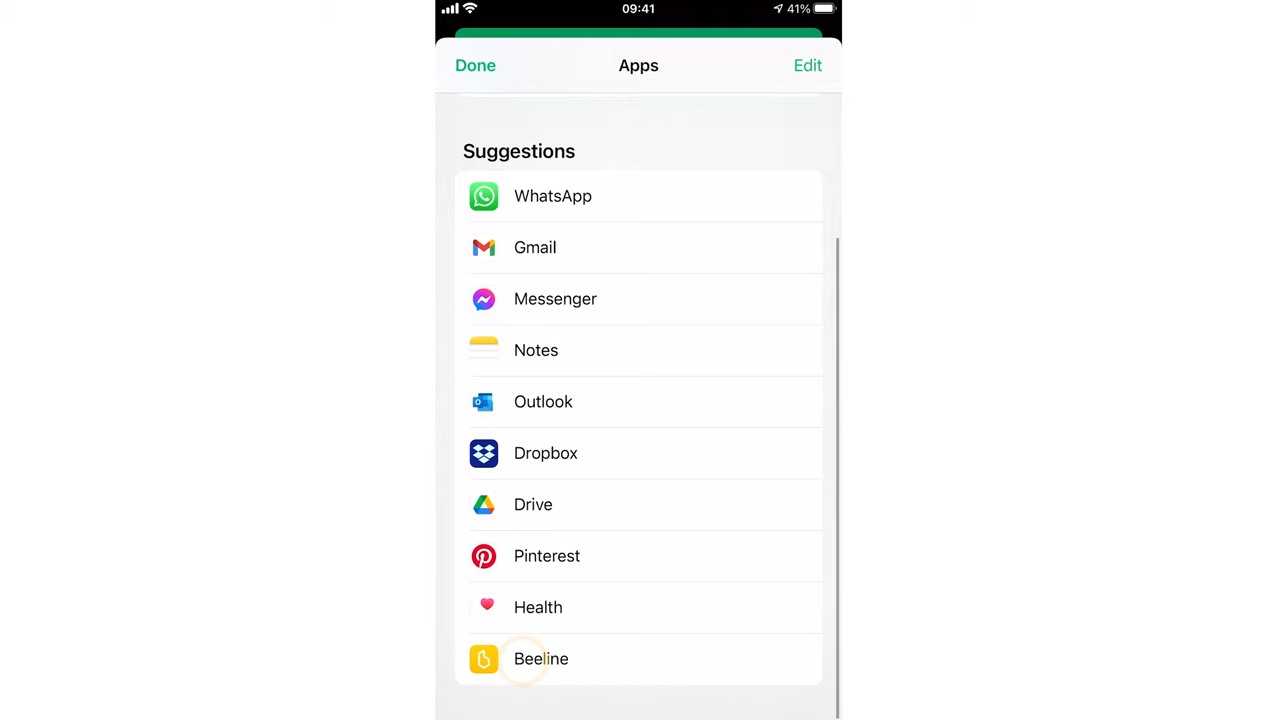 09:41
41%
Done
Apps
Edit
Suggestions
WhatsApp
Gmail
Messenger
Notes
Outlook
Dropbox
Drive
Pinterest
Health
Beeline